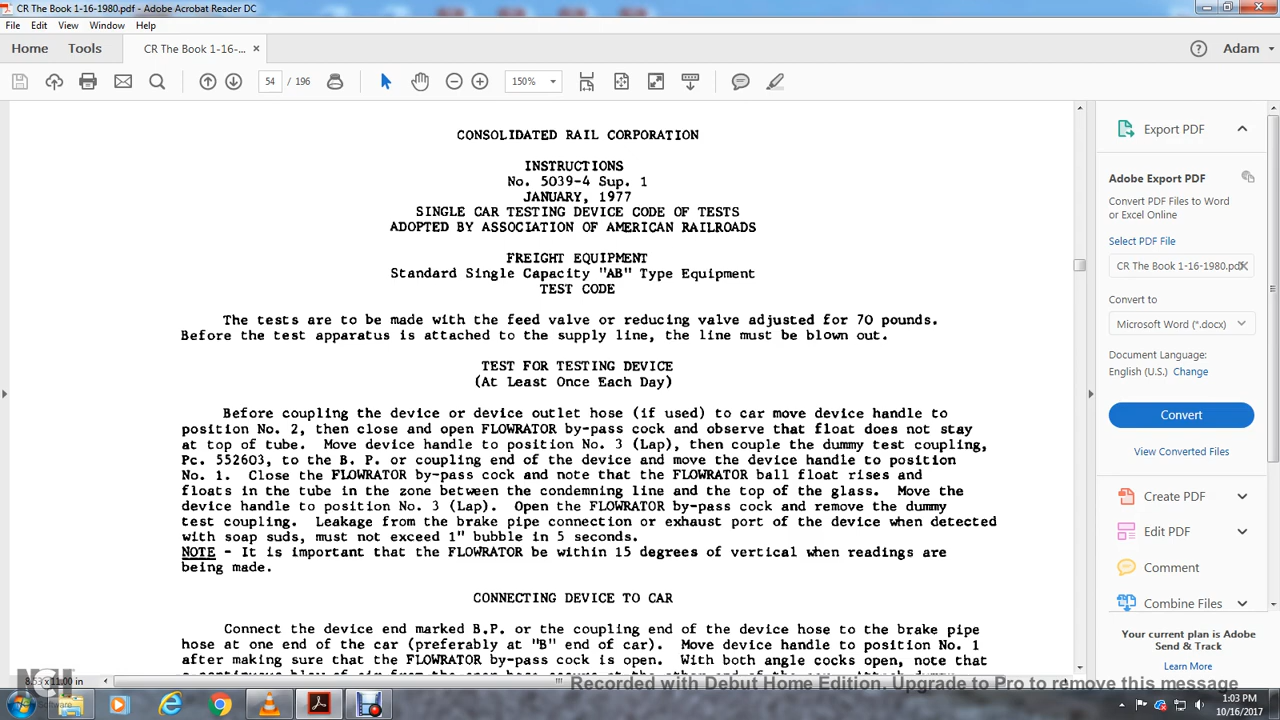 CR The Book 1-16-1980.pdf - Adobe Acrobat Reader DC
File Edit View Window Help
Home Tools CR The Book 1-16-... × Adam
54 / 196 150%
CONSOLIDATED RAIL CORPORATION
INSTRUCTIONS
No. 5039-4 Sup. 1
JANUARY, 1977
SINGLE CAR TESTING DEVICE CODE OF TESTS
ADOPTED BY ASSOCIATION OF AMERICAN RAILROADS
FREIGHT EQUIPMENT
Standard Single Capacity "AB" Type Equipment
TEST CODE
The tests are to be made with the feed valve or reducing valve adjusted for 70 pounds.
Before the test apparatus is attached to the supply line, the line must be blown out.
TEST FOR TESTING DEVICE
(At Least Once Each Day)
Before coupling the device or device outlet hose (if used) to car move device handle to
position No. 2, then close and open FLOWRATOR by-pass cock and observe that float does not stay
at top of tube. Move device handle to position No. 3 (Lap), then couple the dummy test coupling,
Pc. 552603, to the B. P. or coupling end of the device and move the device handle to position
No. 1. Close the FLOWRATOR by-pass cock and note that the FLOWRATOR ball float rises and
floats in the tube in the zone between the condemning line and the top of the glass. Move the
device handle to position No. 3 (Lap). Open the FLOWRATOR by-pass cock and remove the dummy
test coupling. Leakage from the brake pipe connection or exhaust port of the device when detected
with soap suds, must not exceed 1" bubble in 5 seconds.
NOTE - It is important that the FLOWRATOR be within 15 degrees of vertical when readings are
being made.
CONNECTING DEVICE TO CAR
Connect the device end marked B.P. or the coupling end of the device hose to the brake pipe
hose at one end of the car (preferably at "B" end of car). Move device handle to position No. 1
after making sure that the FLOWRATOR by-pass cock is open. With both angle cocks open, note that
Export PDF
Adobe Export PDF
Convert PDF Files to Word
or Excel Online
Select PDF File
CR The Book 1-16-1980.pdf
Convert to
Microsoft Word (*.docx)
Document Language:
English (U.S.) Change
Convert
View Converted Files
Create PDF
Edit PDF
Comment
Combine Files
Your current plan is Adobe
Send & Track
Learn More
8.53 x 11.00 in
Recorded with Debut Home Edition. Upgrade to Pro to remove this message
NCH
Software
1:03 PM
10/16/2017